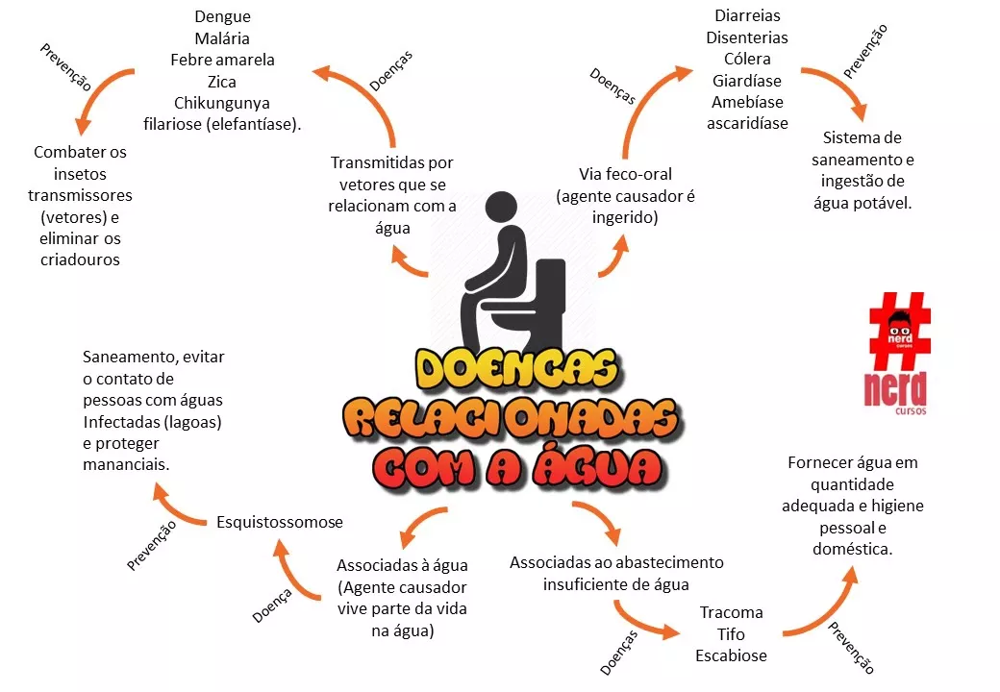 DOENCAS
RELACIONADAS
COM A ÁGUA
Transmitidas por
vetores que se
relacionam com a
água
Doenças
Dengue
Malária
Febre amarela
Zica
Chikungunya
filariose (elefantíase).
Prevenção
Combater os
insetos
transmissores
(vetores) e
eliminar os
criadouros
Via feco-oral
(agente causador é
ingerido)
Doenças
Diarreias
Disenterias
Cólera
Giardíase
Amebíase
ascaridíase
Prevenção
Sistema de
saneamento e
ingestão de
água potável.
Associadas à água
(Agente causador
vive parte da vida
na água)
Doença
Esquistossomose
Prevenção
Saneamento, evitar
o contato de
pessoas com águas
Infectadas (lagoas)
e proteger
mananciais.
Associadas ao abastecimento
insuficiente de água
Doenças
Tracoma
Tifo
Escabiose
Prevenção
Fornecer água em
quantidade
adequada e higiene
pessoal e
doméstica.
#
nerd
cursos
nerd
cursos